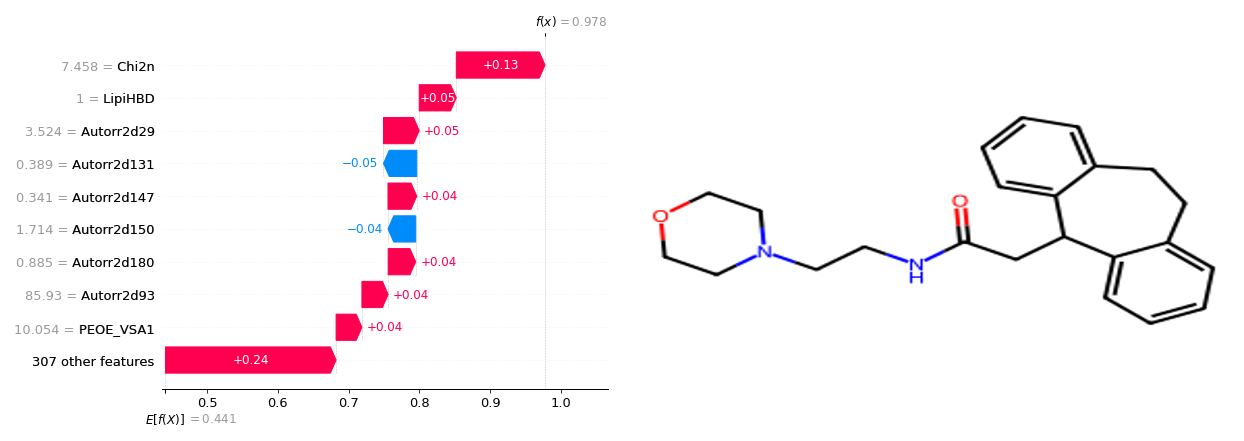 f(x) = 0.978
7.458 = Chi2n
+0.13
1 = LipiHBD
+0.05
3.524 = Autorr2d29
+0.05
0.389 = Autorr2d131
−0.05
0.341 = Autorr2d147
+0.04
1.714 = Autorr2d150
−0.04
0.885 = Autorr2d180
+0.04
85.93 = Autorr2d93
+0.04
10.054 = PEOE_VSA1
+0.04
307 other features
+0.24
0.5 0.6 0.7 0.8 0.9 1.0
E[f(X)] = 0.441
O
N
N
H
O